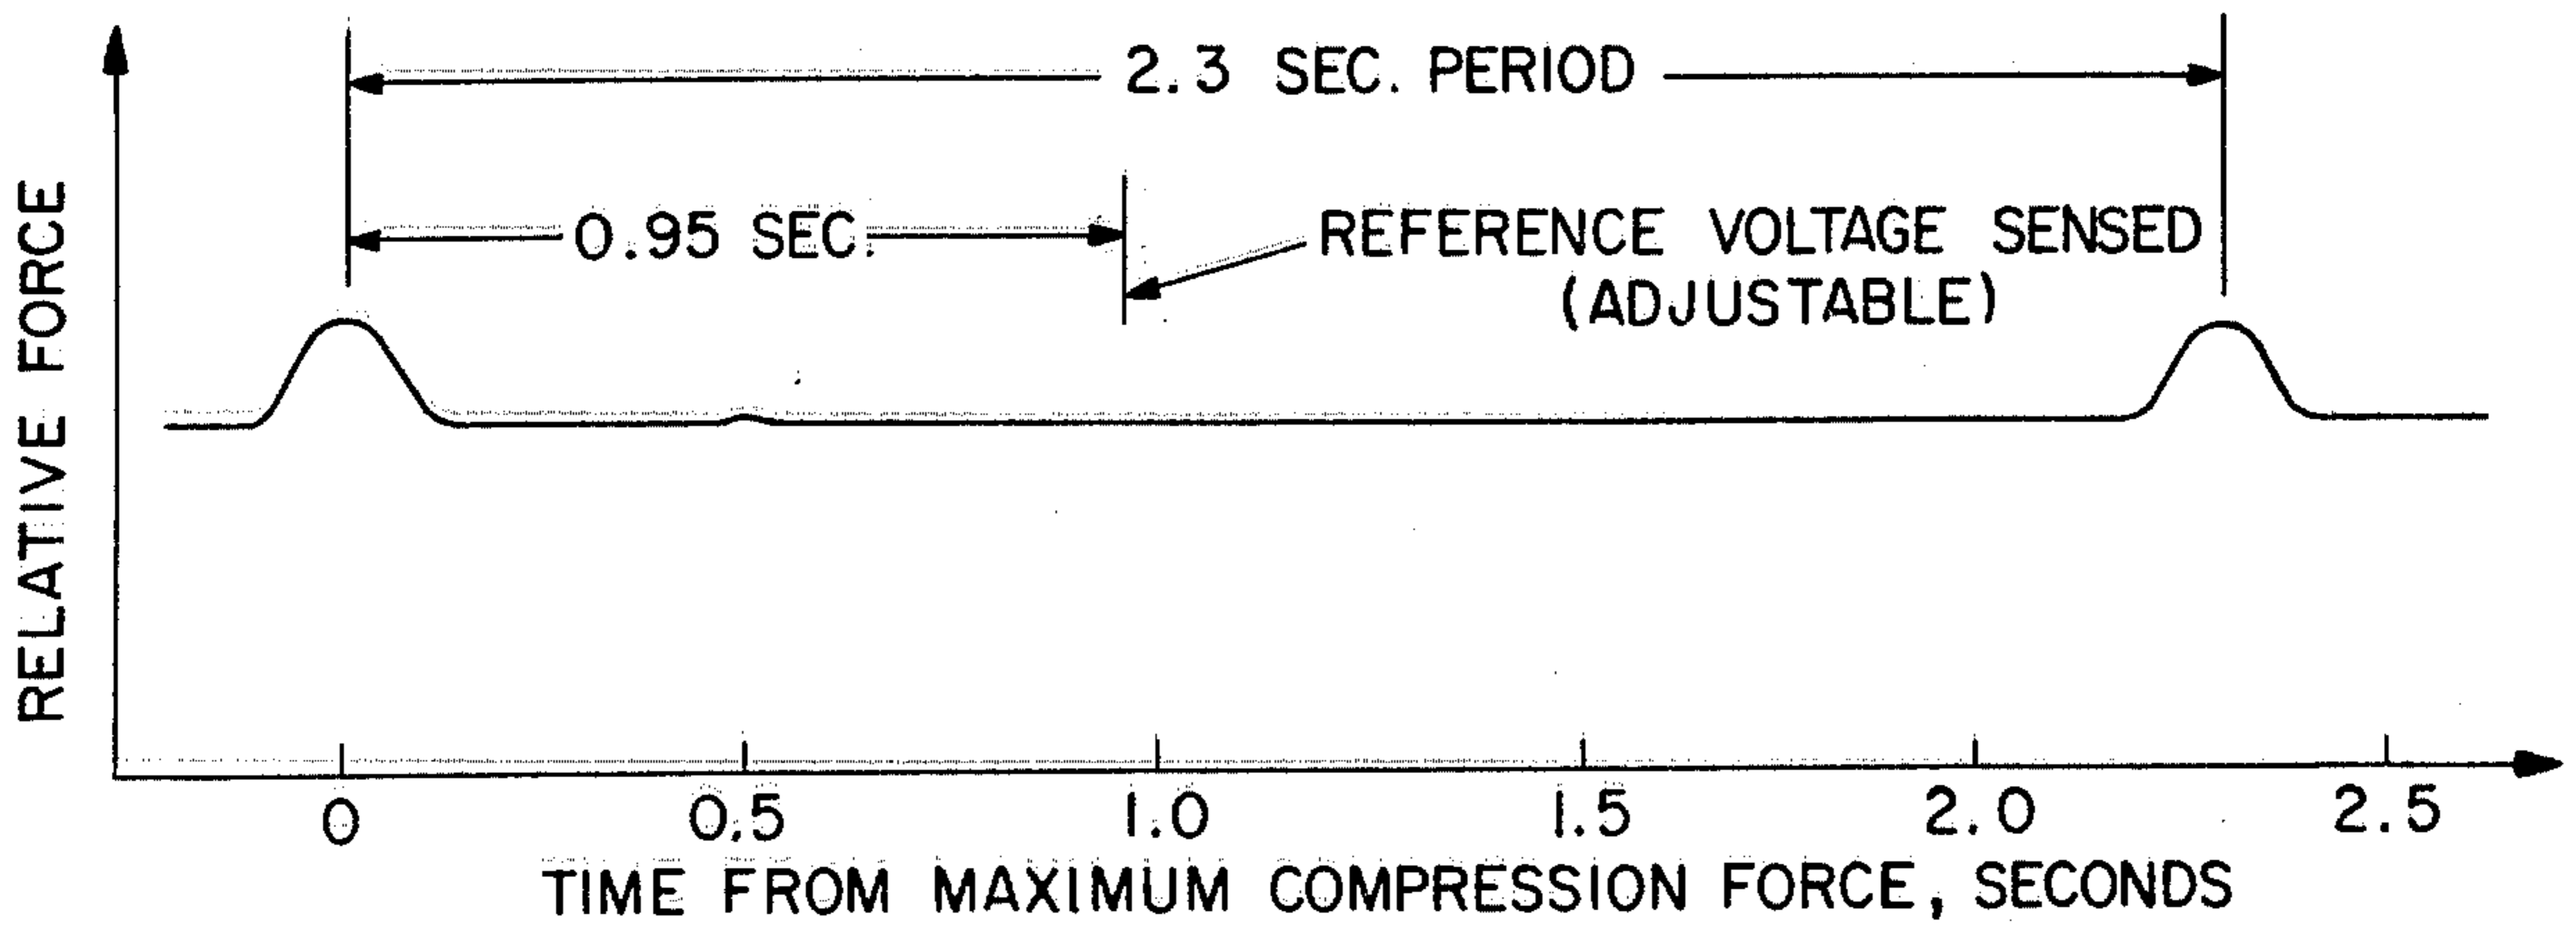 2.3 SEC. PERIOD
0.95 SEC.
REFERENCE VOLTAGE SENSED
(ADJUSTABLE)
RELATIVE FORCE
0 0.5 1.0 1.5 2.0 2.5
TIME FROM MAXIMUM COMPRESSION FORCE, SECONDS